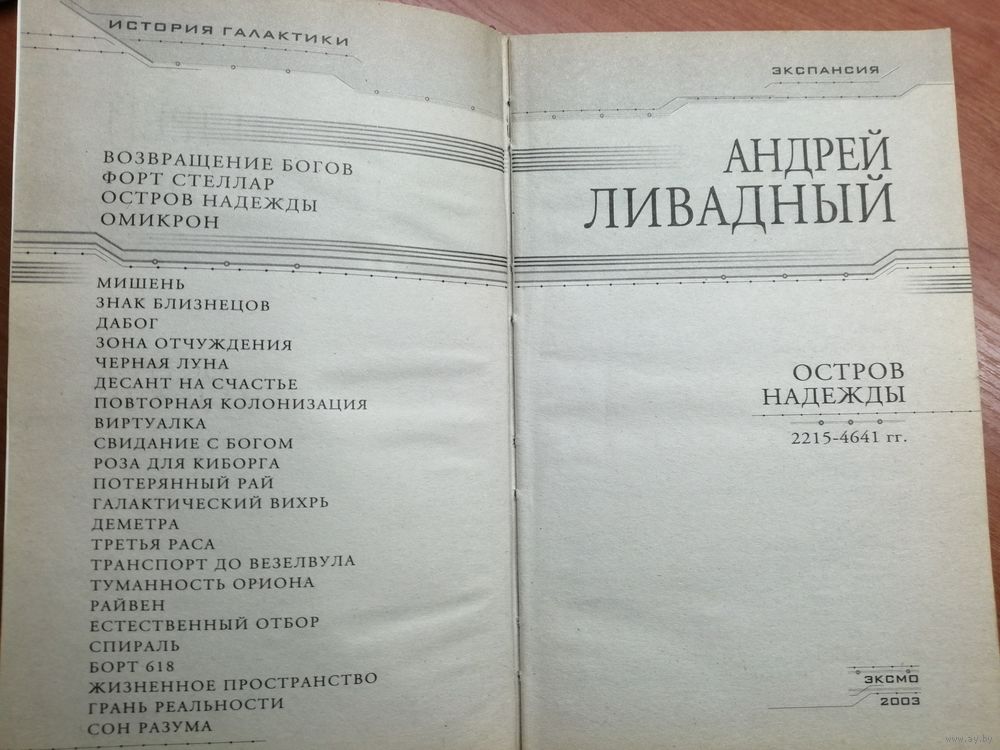 ИСТОРИЯ ГАЛАКТИКИ
ВОЗВРАЩЕНИЕ БОГОВ
ФОРТ СТЕЛЛАР
ОСТРОВ НАДЕЖДЫ
ОМИКРОН
МИШЕНЬ
ЗНАК БЛИЗНЕЦОВ
ДАБОГ
ЗОНА ОТЧУЖДЕНИЯ
ЧЕРНАЯ ЛУНА
ДЕСАНТ НА СЧАСТЬЕ
ПОВТОРНАЯ КОЛОНИЗАЦИЯ
ВИРТУАЛКА
СВИДАНИЕ С БОГОМ
РОЗА ДЛЯ КИБОРГА
ПОТЕРЯННЫЙ РАЙ
ГАЛАКТИЧЕСКИЙ ВИХРЬ
ДЕМЕТРА
ТРЕТЬЯ РАСА
ТРАНСПОРТ ДО ВЕЗЕЛВУЛА
ТУМАННОСТЬ ОРИОНА
РАЙВЕН
ЕСТЕСТВЕННЫЙ ОТБОР
СПИРАЛЬ
БОРТ 618
ЖИЗНЕННОЕ ПРОСТРАНСТВО
ГРАНЬ РЕАЛЬНОСТИ
СОН РАЗУМА
ЭКСПАНСИЯ
АНДРЕЙ
ЛИВАДНЫЙ
ОСТРОВ
НАДЕЖДЫ
2215-4641 гг.
ЭКСМО
2003
www.ay.by